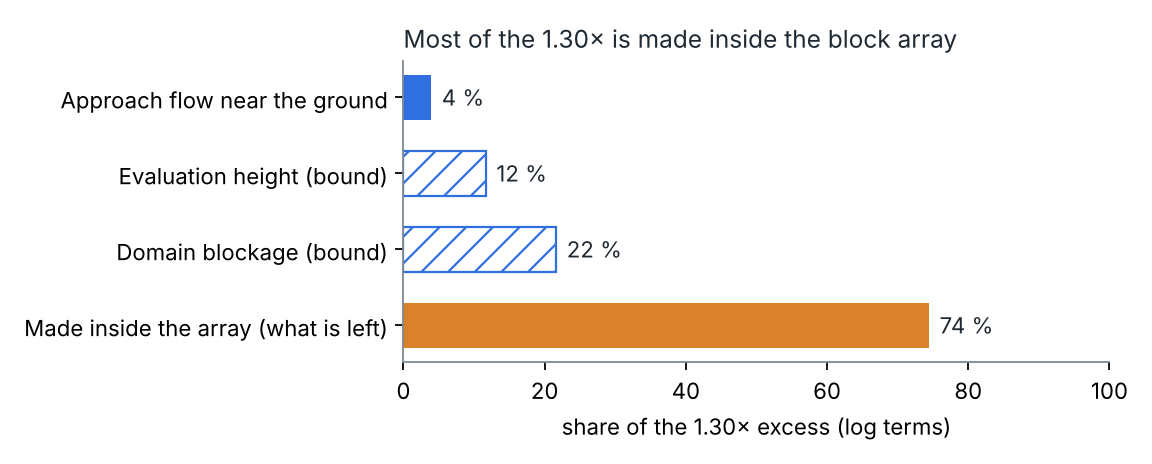 Most of the 1.30× is made inside the block array
Approach flow near the ground
4 %
Evaluation height (bound)
12 %
Domain blockage (bound)
22 %
Made inside the array (what is left)
74 %
0 20 40 60 80 100
share of the 1.30× excess (log terms)